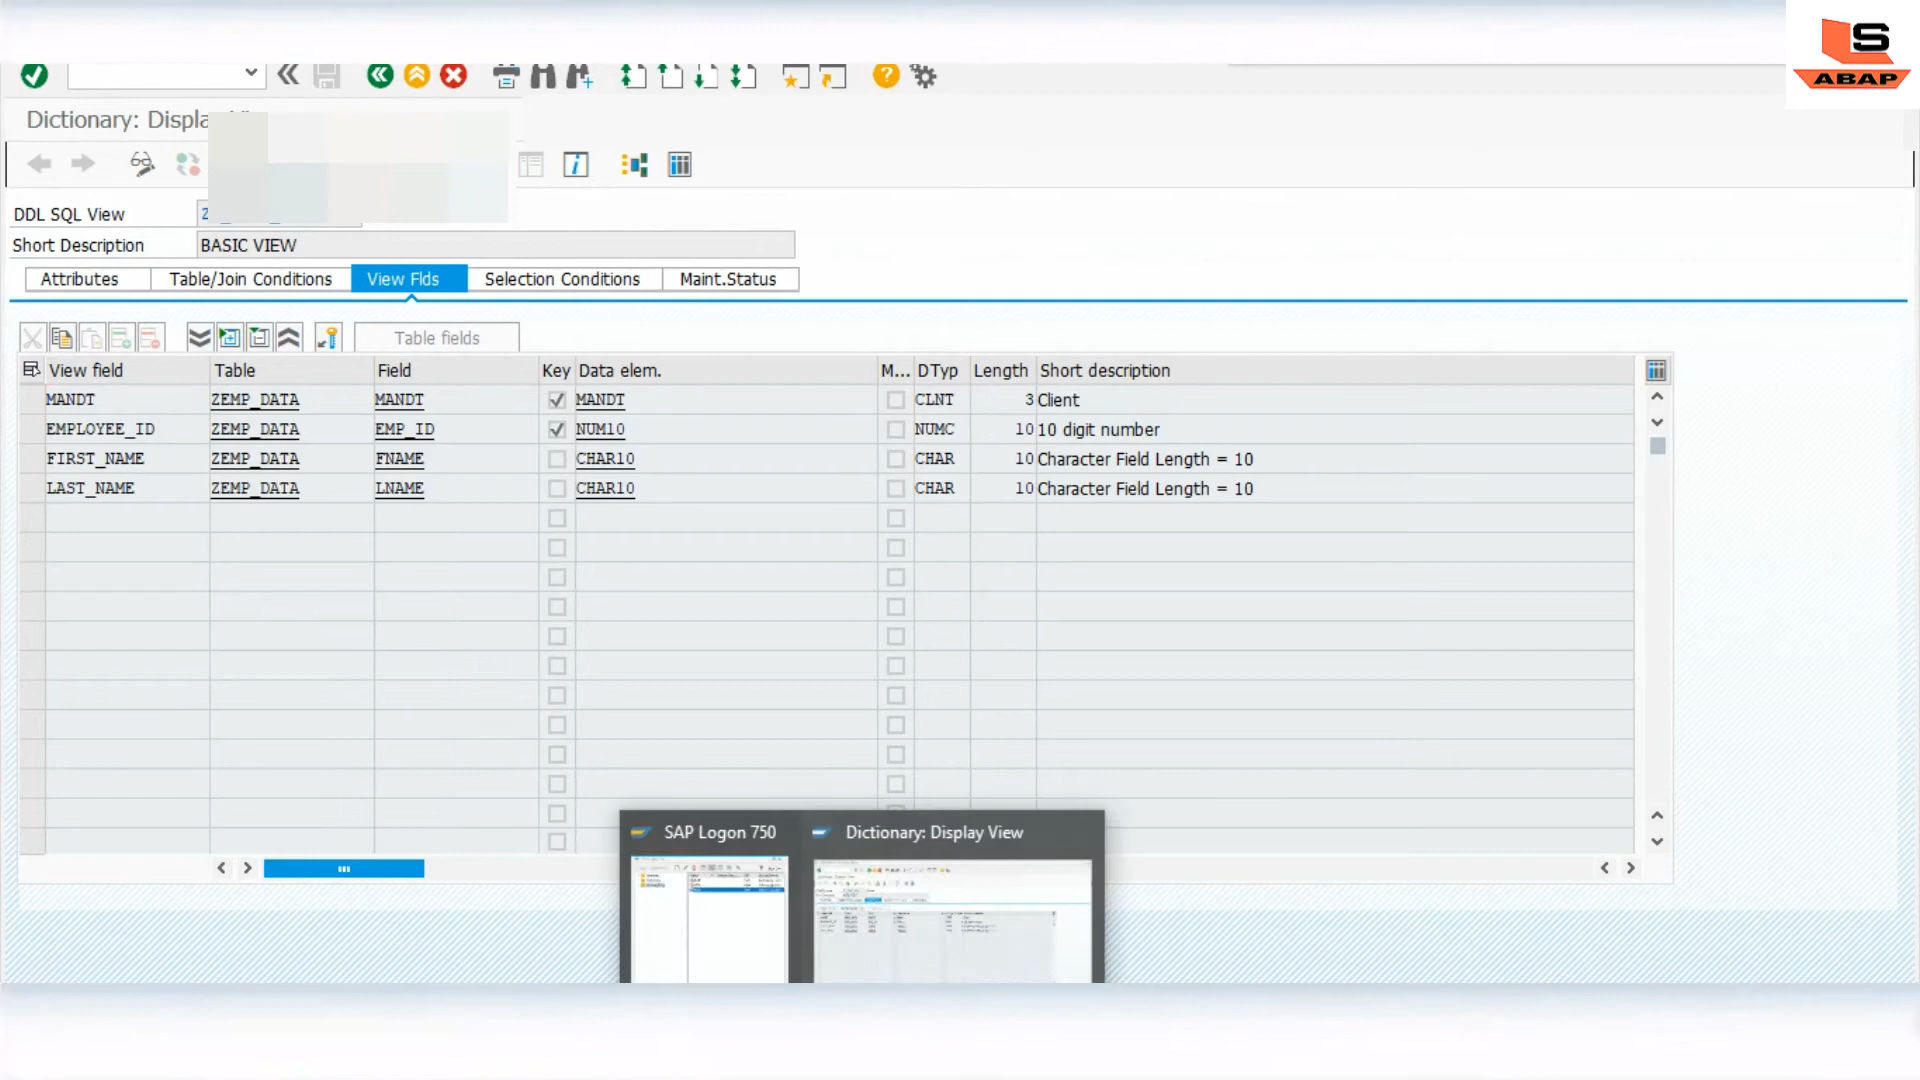 S
ABAP
Dictionary: Displa
DDL SQL View
Short Description BASIC VIEW
Attributes Table/Join Conditions View Flds Selection Conditions Maint.Status
Table fields
View field Table Field Key Data elem. M... DTyp Length Short description
MANDT ZEMP_DATA MANDT MANDT CLNT 3 Client
EMPLOYEE_ID ZEMP_DATA EMP_ID NUM10 NUMC 10 10 digit number
FIRST_NAME ZEMP_DATA FNAME CHAR10 CHAR 10 Character Field Length = 10
LAST_NAME ZEMP_DATA LNAME CHAR10 CHAR 10 Character Field Length = 10
SAP Logon 750 Dictionary: Display View